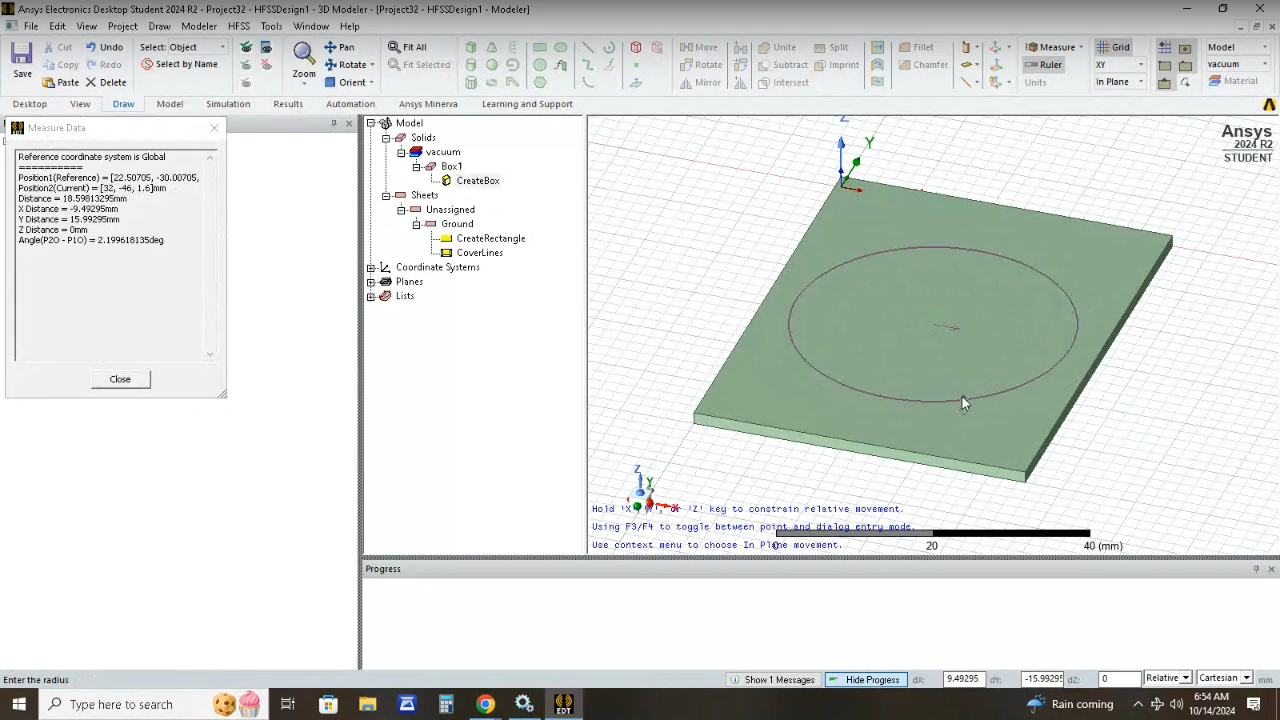 Ansys Electronics Desktop Student 2024 R2 - Project32 - HFSSDesign1 - 3D Modeler - [Project32 - HFSSDesign1 - Modeler]
File Edit View Project Draw Modeler HFSS Tools Window Help
Save
Cut Undo
Copy Redo
Paste Delete
Select: Object
Select by Name
Zoom
Pan
Rotate
Orient
Fit All
Fit Selected
Move
Rotate
Mirror
Unite Split
Subtract Imprint
Intersect
Fillet
Chamfer
Measure
Ruler
Units
Grid
XY
In Plane
Model
vacuum
Material
Desktop View Draw Model Simulation Results Automation Ansys Minerva Learning and Support
Measure Data
Reference coordinate system is Global
==========
Position1(Reference) = [22.50705, -30.00705,
Position2(Current) = [32, -46, 1.6]mm
Distance = 18.59813295mm
X Distance = -9.49295mm
Y Distance = 15.99295mm
Z Distance = 0mm
Angle(P2O - P1O) = 2.199618135deg
Close
Model
Solids
vacuum
Box1
CreateBox
Sheets
Unassigned
Ground
CreateRectangle
CoverLines
Coordinate Systems
Planes
Lists
Z
Y
Ansys
2024 R2
STUDENT
Z
Y
X
Hold 'X', 'Y', or 'Z' key to constrain relative movement.
Using F3/F4 to toggle between point and dialog entry mode.
Use context menu to choose In Plane movement.
0 20 40 (mm)
Progress
Enter the radius
Show 1 Messages
Hide Progress
dX: 9.49295 dY: -15.99295 dZ: 0 Relative Cartesian mm
Type here to search
EDT
Rain coming
6:54 AM
10/14/2024